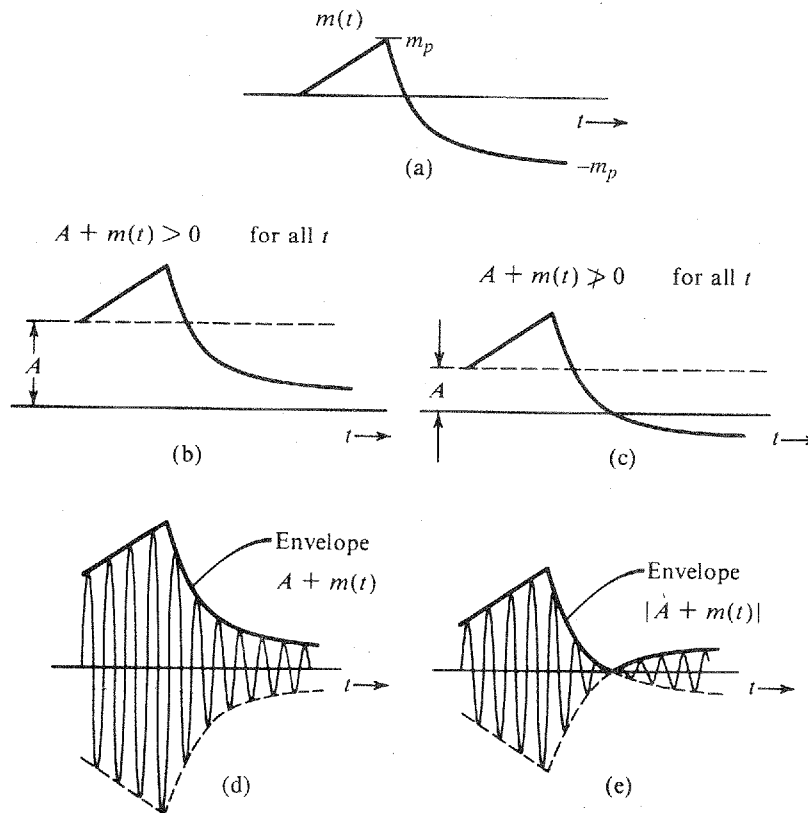 m(t)
m_p
t
−m_p
(a)
A + m(t) > 0 for all t
A
t
(b)
A + m(t) ≯ 0 for all t
A
t
(c)
Envelope
A + m(t)
t
(d)
Envelope
|A + m(t)|
t
(e)